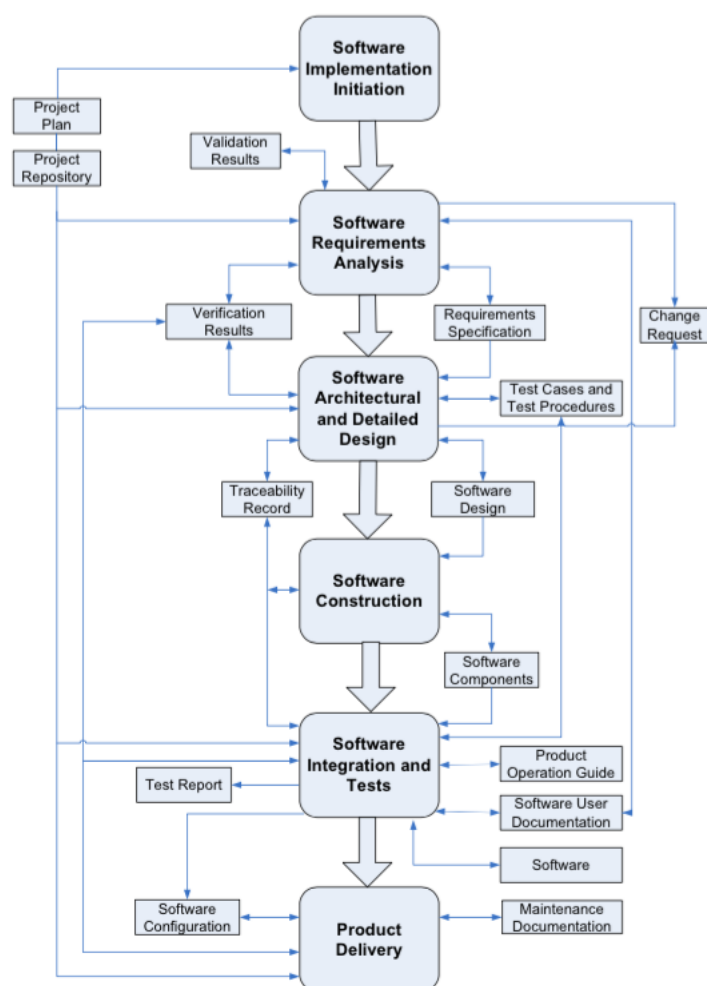 Software
Implementation
Initiation
Project
Plan
Project
Repository
Validation
Results
Software
Requirements
Analysis
Verification
Results
Requirements
Specification
Change
Request
Software
Architectural
and Detailed
Design
Test Cases and
Test Procedures
Traceability
Record
Software
Design
Software
Construction
Software
Components
Software
Integration and
Tests
Product
Operation Guide
Test Report
Software User
Documentation
Software
Software
Configuration
Product
Delivery
Maintenance
Documentation